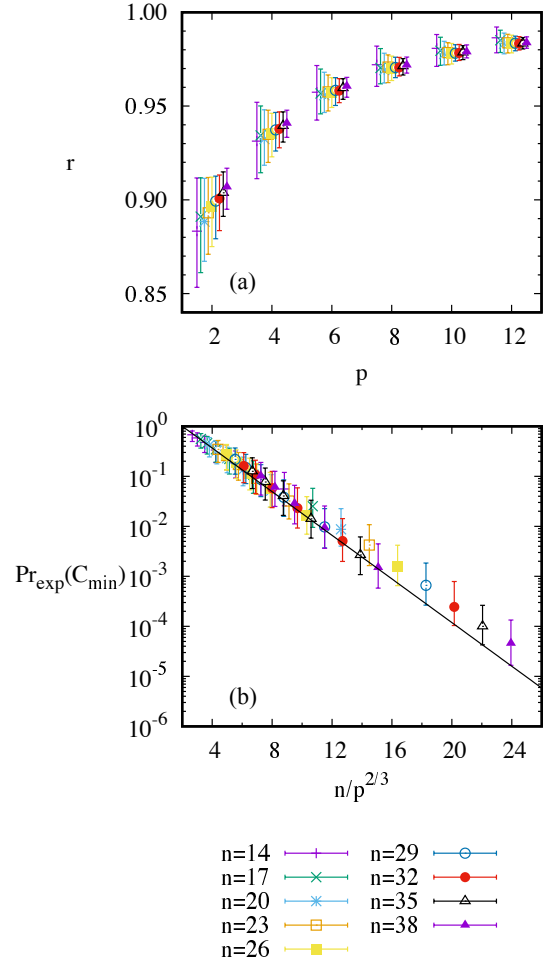 1.00
0.95
r
0.90
0.85
(a)
2 4 6 8 10 12
p
10^0
10^-1
10^-2
Pr_exp(C_min) 10^-3
10^-4
10^-5
10^-6
(b)
4 8 12 16 20 24
n/p^2/3
n=14 n=29
n=17 n=32
n=20 n=35
n=23 n=38
n=26